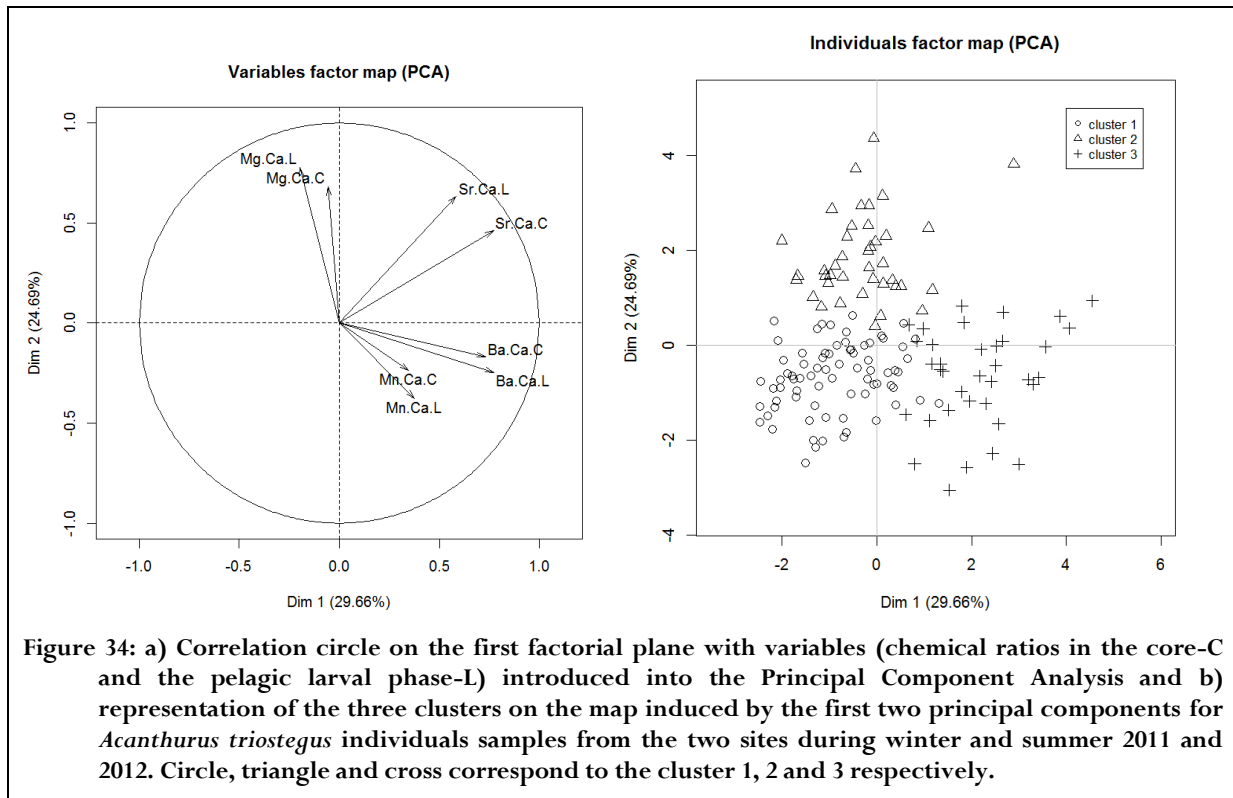 Variables factor map (PCA)
1.0
0.5
0.0
-0.5
-1.0
Dim 2 (24.69%)
Mg.Ca.L
Mg.Ca.C
Sr.Ca.L
Sr.Ca.C
Ba.Ca.C
Ba.Ca.L
Mn.Ca.C
Mn.Ca.L
-1.0 -0.5 0.0 0.5 1.0
Dim 1 (29.66%)
Individuals factor map (PCA)
cluster 1
cluster 2
cluster 3
4
2
0
-2
-4
Dim 2 (24.69%)
-2 0 2 4 6
Dim 1 (29.66%)
Figure 34: a) Correlation circle on the first factorial plane with variables (chemical ratios in the core-C
and the pelagic larval phase-L) introduced into the Principal Component Analysis and b)
representation of the three clusters on the map induced by the first two principal components for
Acanthurus triostegus individuals samples from the two sites during winter and summer 2011 and
2012. Circle, triangle and cross correspond to the cluster 1, 2 and 3 respectively.